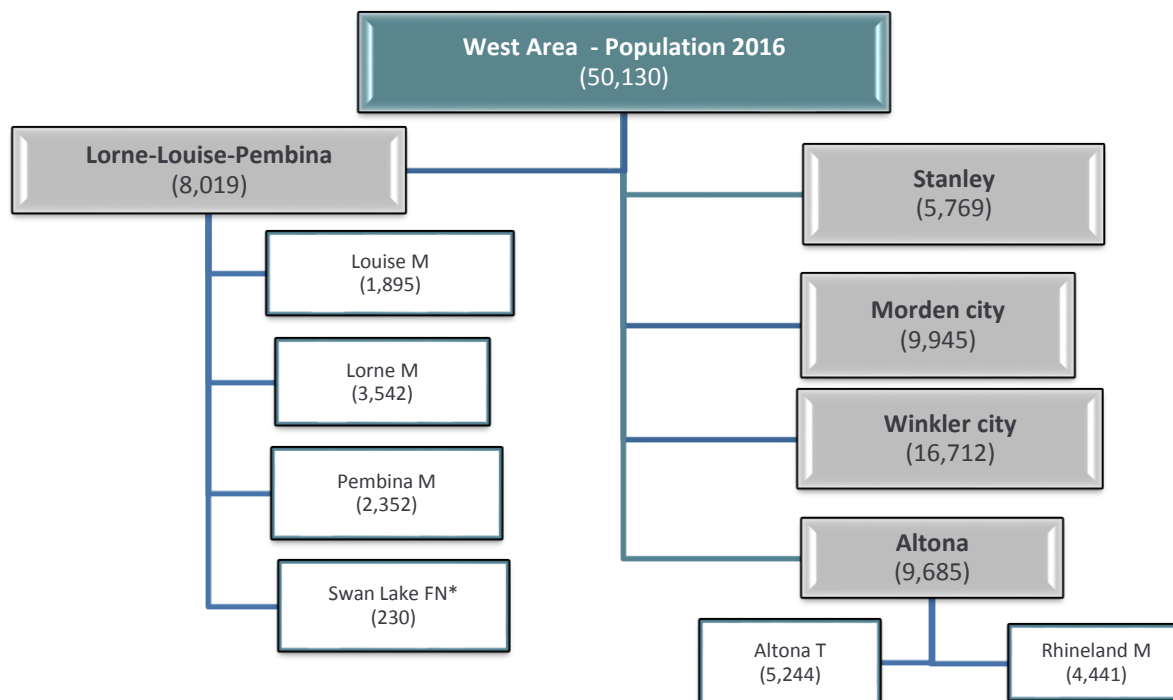 West Area - Population 2016
(50,130)
Lorne-Louise-Pembina
(8,019)
Louise M
(1,895)
Lorne M
(3,542)
Pembina M
(2,352)
Swan Lake FN*
(230)
Stanley
(5,769)
Morden city
(9,945)
Winkler city
(16,712)
Altona
(9,685)
Altona T
(5,244)
Rhineland M
(4,441)